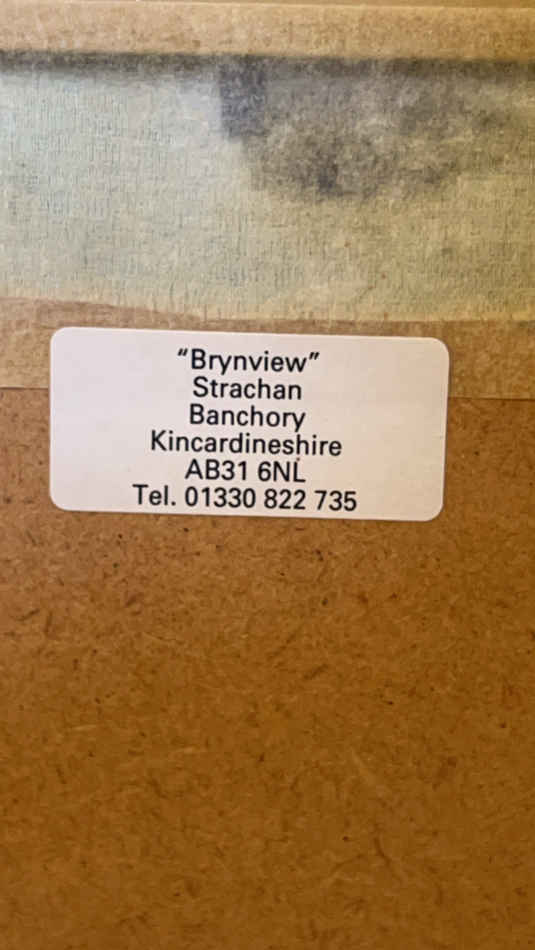 “Brynview”
Strachan
Banchory
Kincardineshire
AB31 6NL
Tel. 01330 822 735